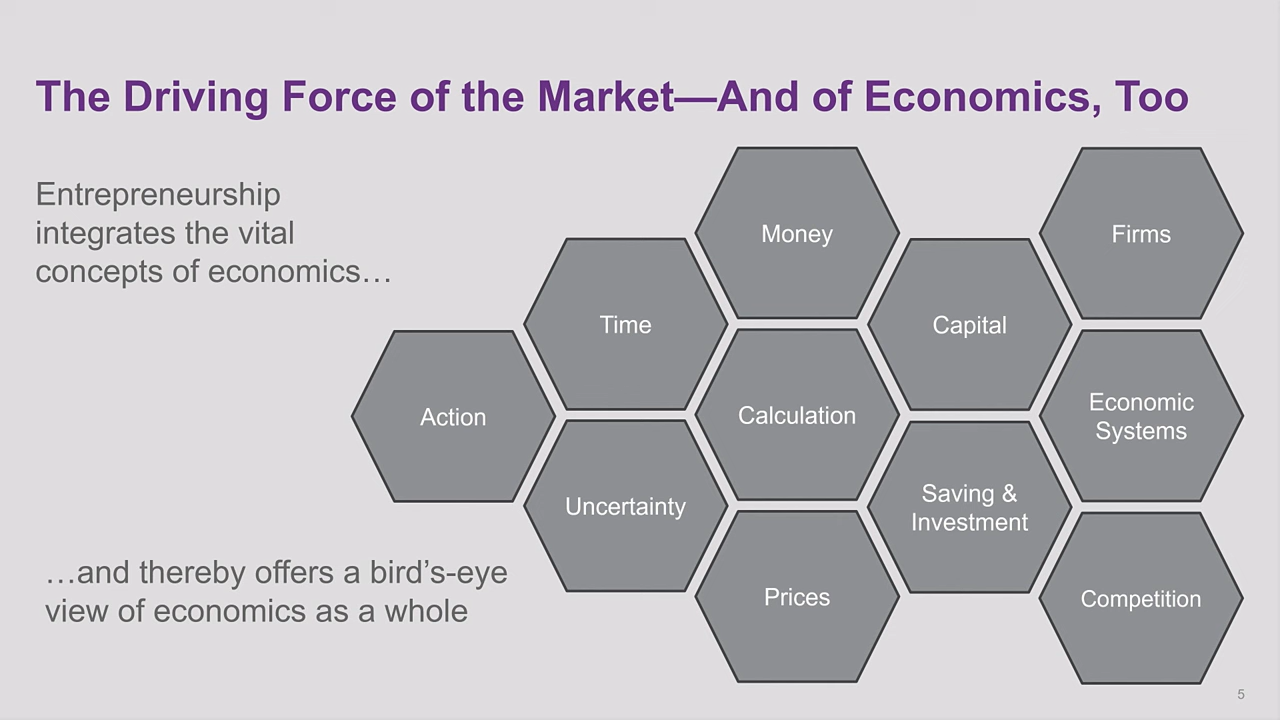 The Driving Force of the Market—And of Economics, Too
Entrepreneurship
integrates the vital
concepts of economics…
Action
Time
Uncertainty
Money
Calculation
Prices
Capital
Saving &
Investment
Firms
Economic
Systems
Competition
…and thereby offers a bird’s-eye
view of economics as a whole
5